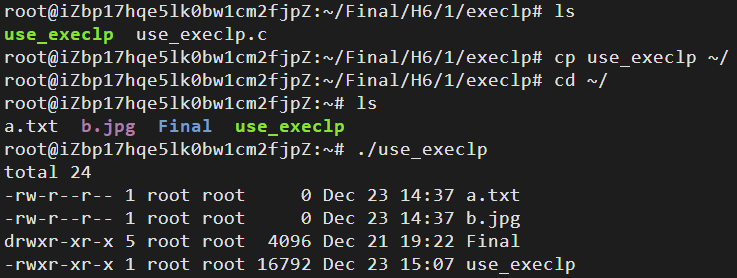 root@iZbp17hqe5lk0bw1cm2fjpZ:~/Final/H6/1/execlp# ls
use_execlp  use_execlp.c
root@iZbp17hqe5lk0bw1cm2fjpZ:~/Final/H6/1/execlp# cp use_execlp ~/
root@iZbp17hqe5lk0bw1cm2fjpZ:~/Final/H6/1/execlp# cd ~/
root@iZbp17hqe5lk0bw1cm2fjpZ:~# ls
a.txt  b.jpg  Final  use_execlp
root@iZbp17hqe5lk0bw1cm2fjpZ:~# ./use_execlp
total 24
-rw-r--r-- 1 root root     0 Dec 23 14:37 a.txt
-rw-r--r-- 1 root root     0 Dec 23 14:37 b.jpg
drwxr-xr-x 5 root root  4096 Dec 21 19:22 Final
-rwxr-xr-x 1 root root 16792 Dec 23 15:07 use_execlp